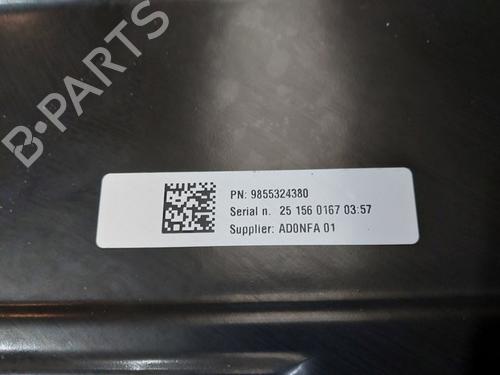 B-PARTS
PN: 9855324380
Serial n. 25 156 0167 03:57
Supplier: AD0NFA 01